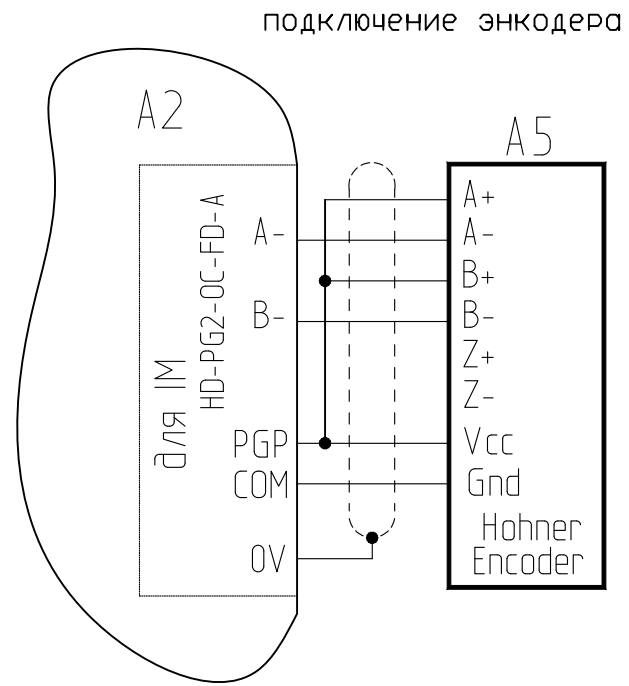 подключение энкодера
A2
A5
для IM
HD-PG2-OC-FD-A
A-
B-
PGP
COM
0V
A+
A-
B+
B-
Z+
Z-
Vcc
Gnd
Hohner
Encoder